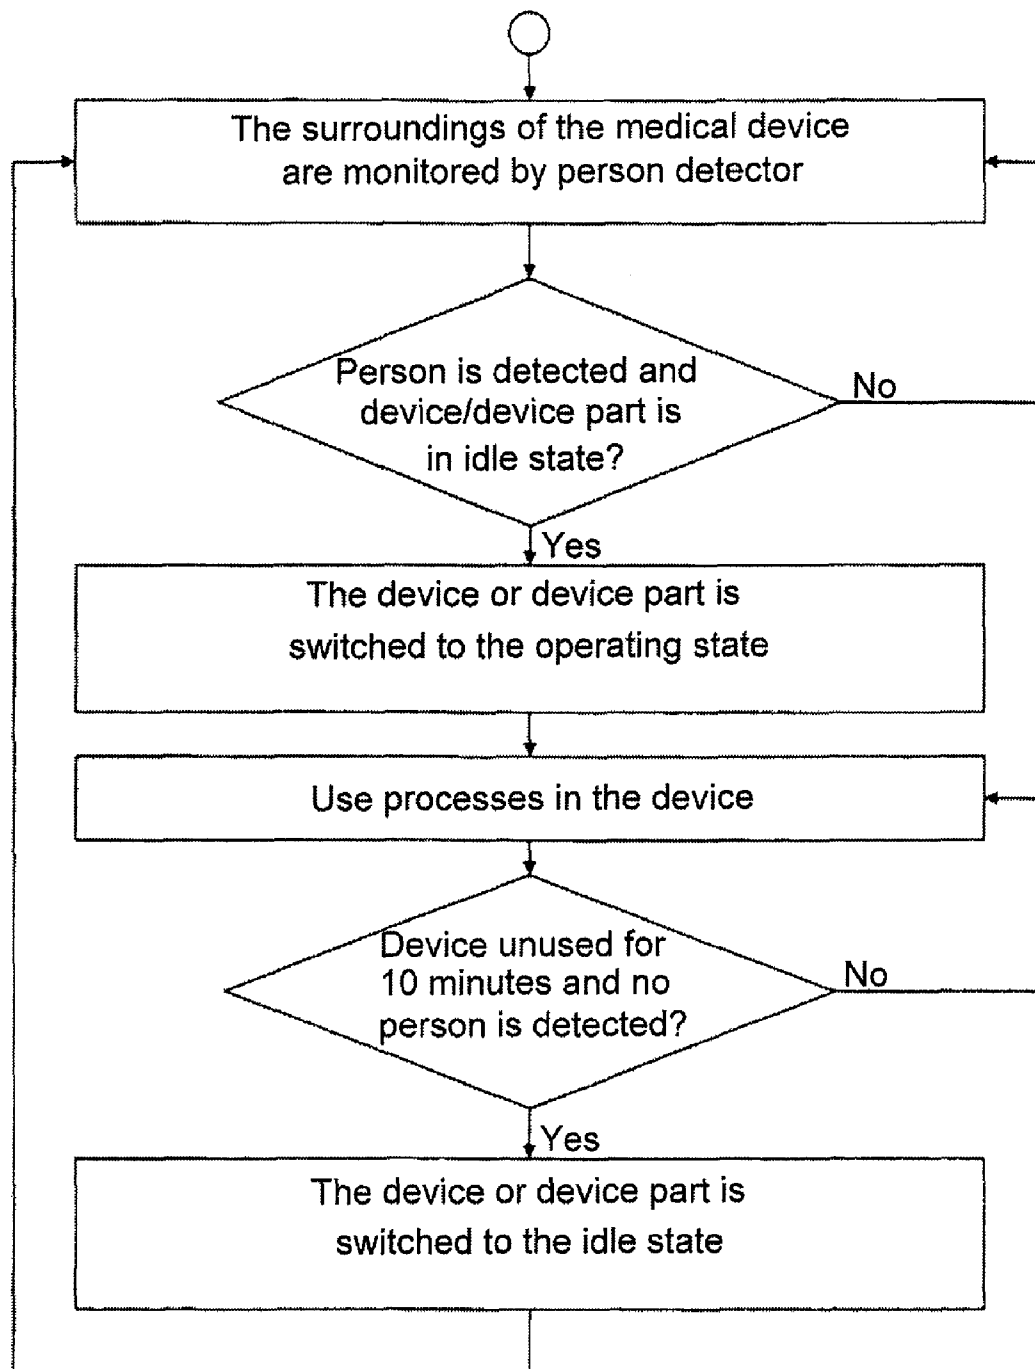 The surroundings of the medical device
are monitored by person detector
Person is detected and
device/device part is
in idle state?
No
Yes
The device or device part is
switched to the operating state
Use processes in the device
Device unused for
10 minutes and no
person is detected?
No
Yes
The device or device part is
switched to the idle state